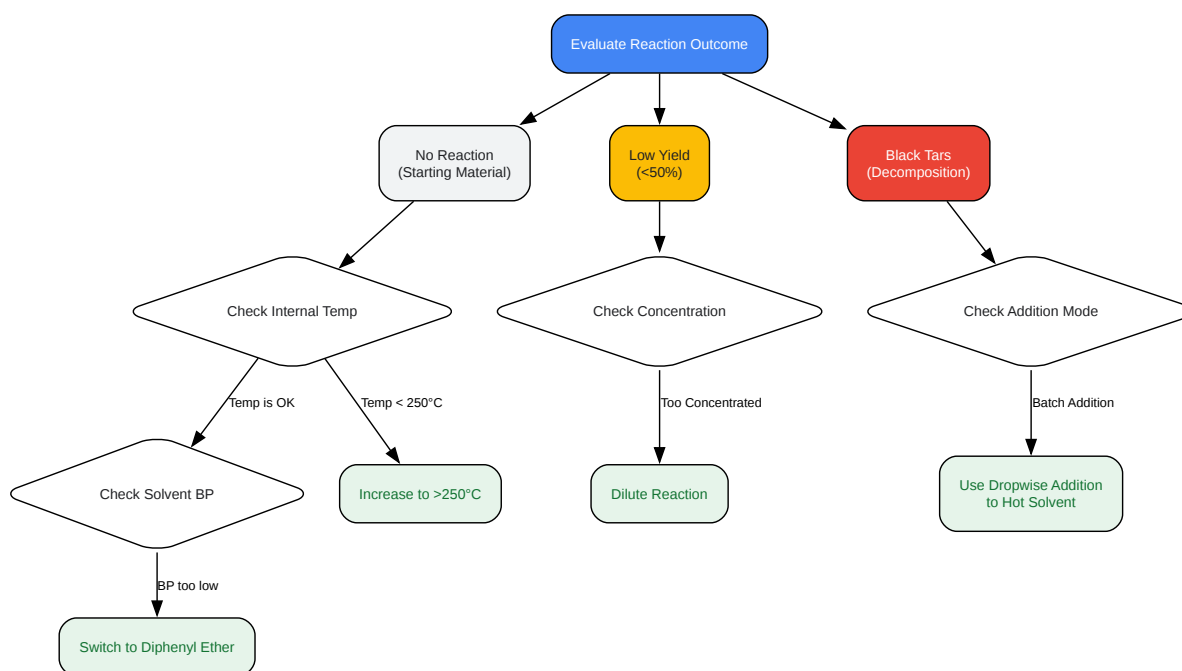 Evaluate Reaction Outcome
No Reaction
(Starting Material)
Low Yield
(<50%)
Black Tars
(Decomposition)
Check Internal Temp
Check Concentration
Check Addition Mode
Temp is OK
Temp < 250°C
Too Concentrated
Batch Addition
Check Solvent BP
Increase to >250°C
Dilute Reaction
Use Dropwise Addition
to Hot Solvent
BP too low
Switch to Diphenyl Ether